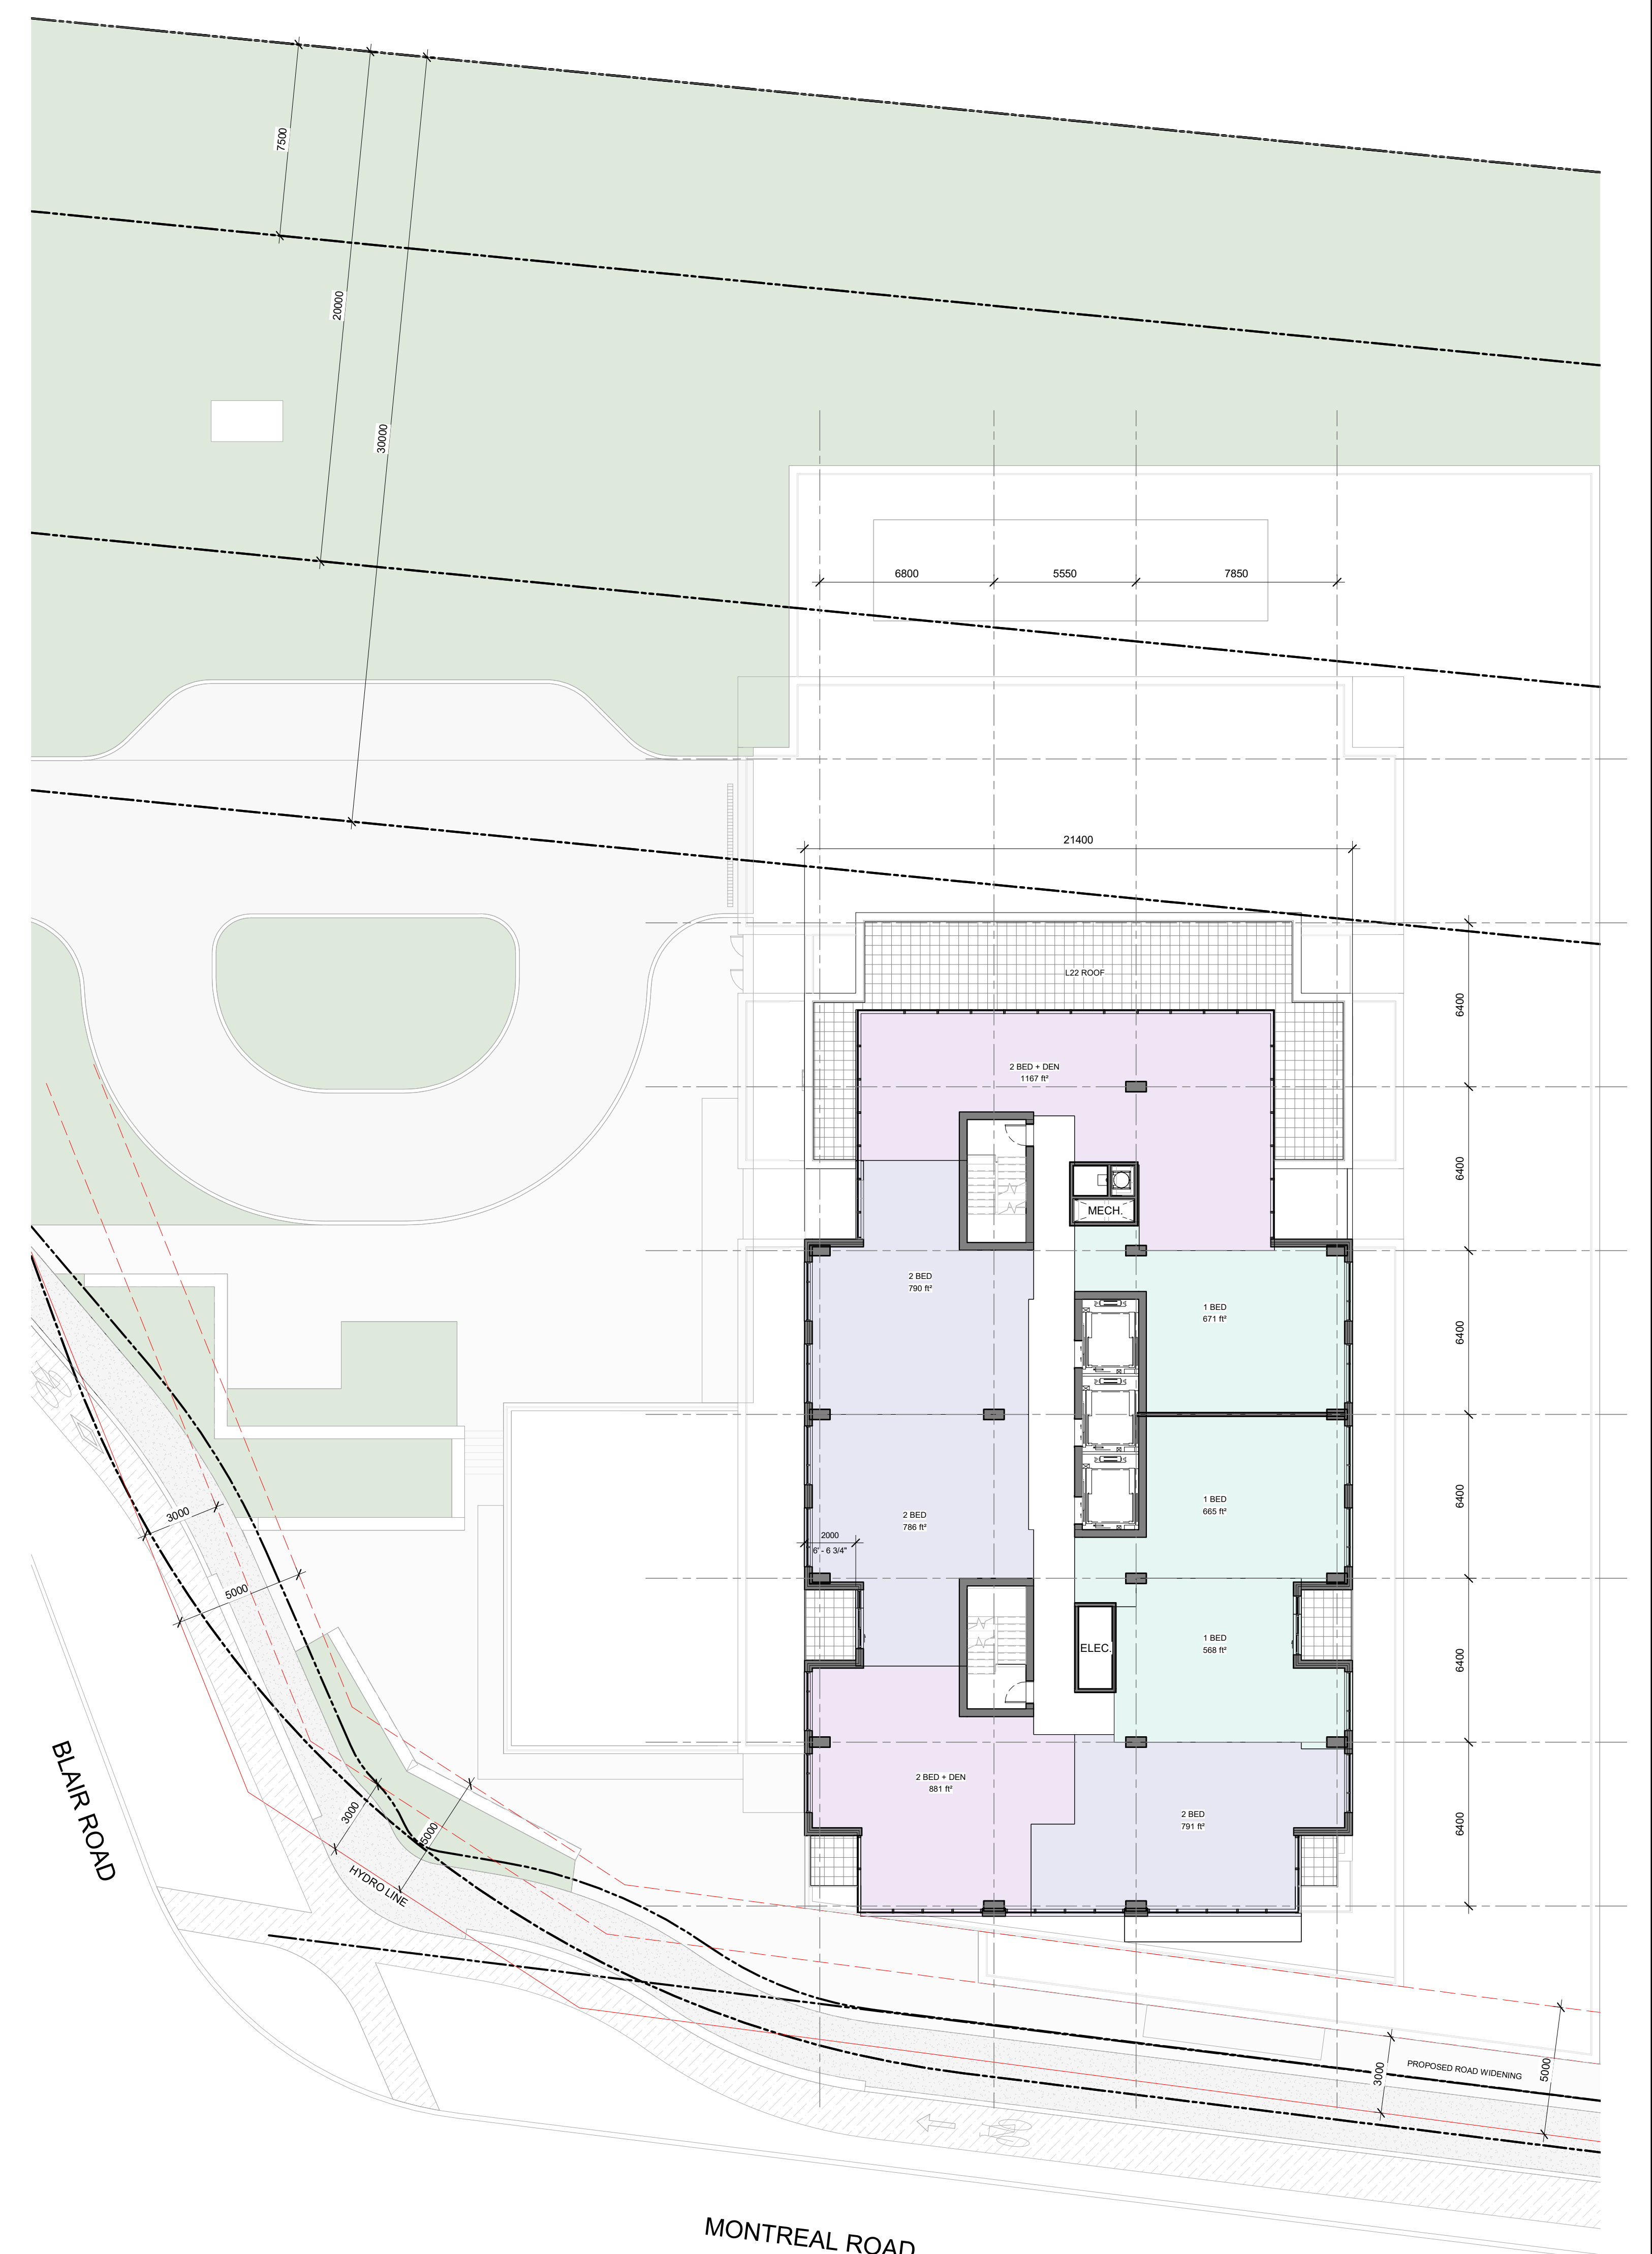 7500
20000
30000
6800
5550
7850
21400
L22 ROOF
6400
2 BED + DEN
1167 ft²
6400
MECH.
2 BED
790 ft²
1 BED
671 ft²
6400
1 BED
665 ft²
6400
2 BED
786 ft²
2000
6' - 6 3/4"
3000
5000
1 BED
568 ft²
ELEC.
6400
2 BED + DEN
881 ft²
2 BED
791 ft²
6400
BLAIR ROAD
3000
5000
HYDRO LINE
3000
PROPOSED ROAD WIDENING
5000
MONTREAL ROAD